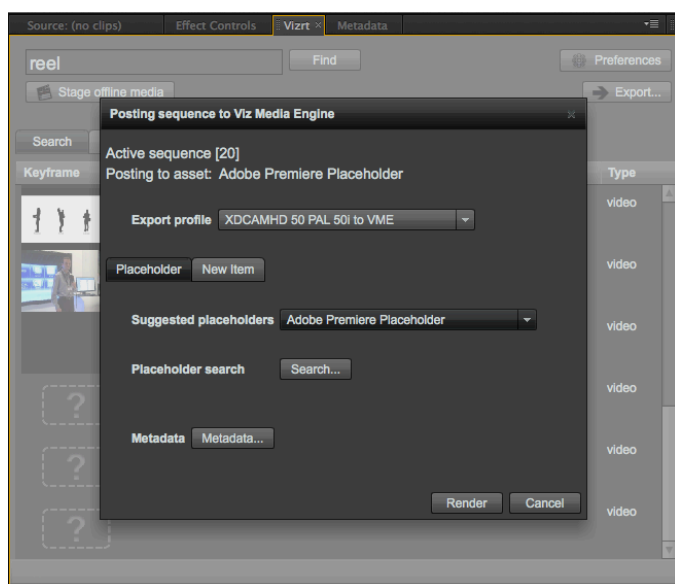 Source: (no clips) Effect Controls Vizrt × Metadata
reel Find Preferences
Stage offline media Export...
Posting sequence to Viz Media Engine ×
Search
Active sequence [20]
Keyframe Posting to asset: Adobe Premiere Placeholder Type
video
Export profile XDCAMHD 50 PAL 50i to VME
Placeholder New Item video
Suggested placeholders Adobe Premiere Placeholder video
Placeholder search Search...
? video
Metadata Metadata...
? video
Render Cancel
? video